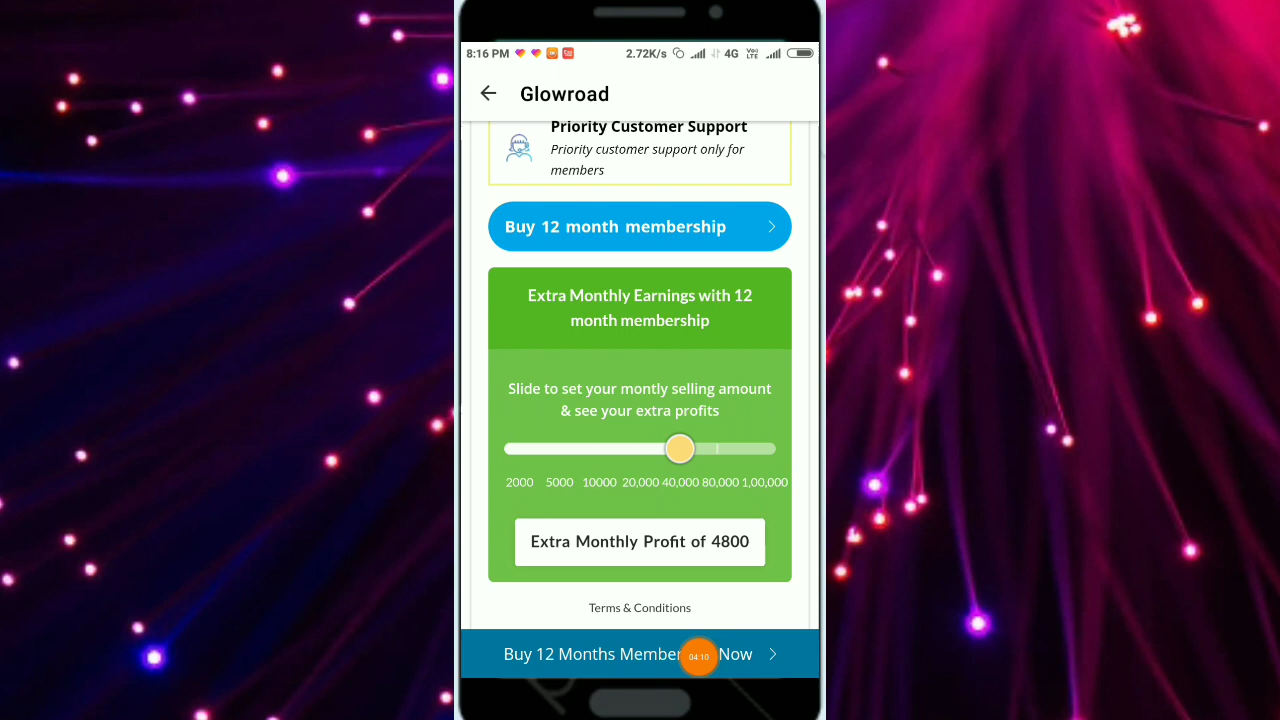 8:16 PM 2.72K/s 4G
Glowroad
Priority Customer Support
Priority customer support only for
members
Buy 12 month membership
Extra Monthly Earnings with 12
month membership
Slide to set your montly selling amount
& see your extra profits
2000 5000 10000 20,000 40,000 80,000 1,00,000
Extra Monthly Profit of 4800
Terms & Conditions
Buy 12 Months Member Now
04:10